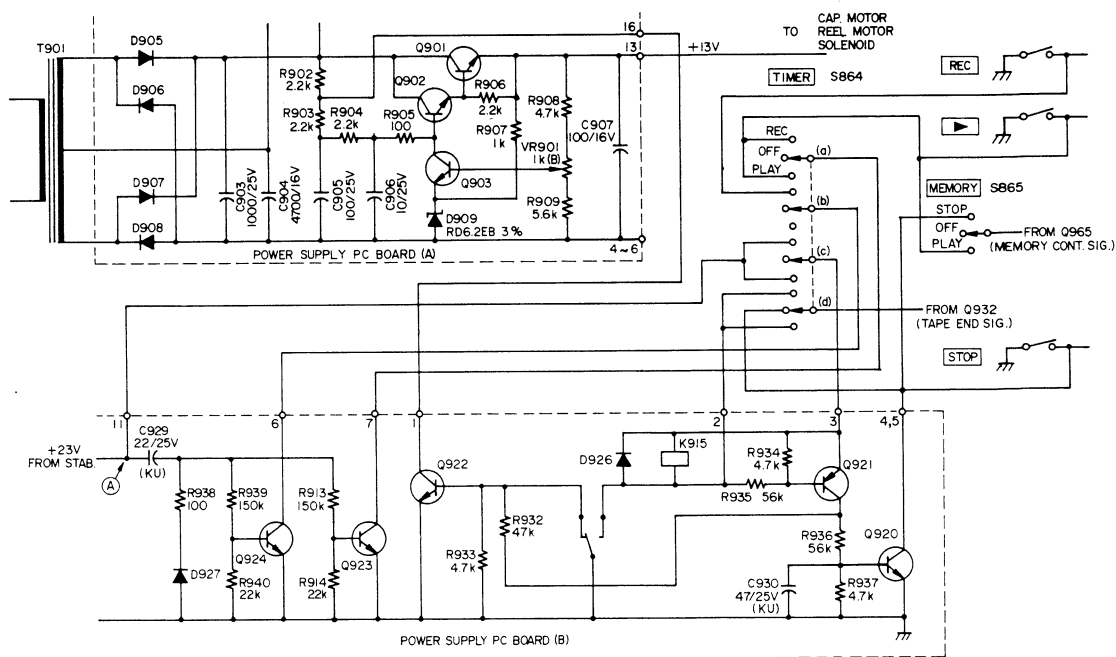 T901
D905
D906
D907
D908
C903
1000/25V
C904
4700/16V
R902
2.2k
R903
2.2k
R904
2.2k
R905
100
C905
100/25V
C906
10/25V
Q901
Q902
R906
2.2k
R907
1k
Q903
D909
RD6.2EB 3%
R908
4.7k
VR901
1k(B)
R909
5.6k
C907
100/16V
16
13
4~6
POWER SUPPLY PC BOARD (A)
+13V
TO
CAP. MOTOR
REEL MOTOR
SOLENOID
TIMER S864
REC
OFF
PLAY
(a)
(b)
(c)
(d)
REC
►
MEMORY S865
STOP
OFF
PLAY
FROM Q965
(MEMORY CONT. SIG.)
FROM Q932
(TAPE END SIG.)
STOP
11
6
7
1
2
3
4,5
+23V
FROM STAB.
A
C929
22/25V
(KU)
R938
100
D927
R939
150k
Q924
R940
22k
R913
150k
R914
22k
Q923
Q922
R933
4.7k
R932
47k
D926
K915
R934
4.7k
R935 56k
Q921
R936
56k
Q920
C930
47/25V
(KU)
R937
4.7k
POWER SUPPLY PC BOARD (B)